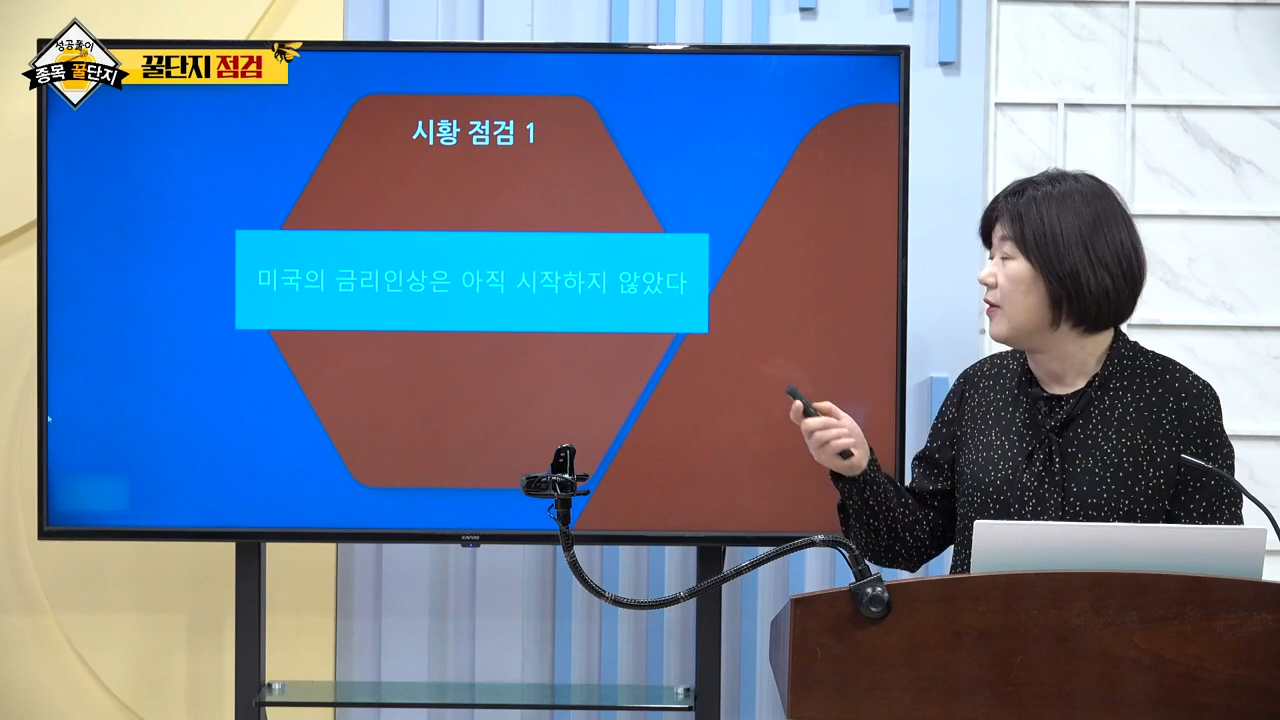 성공풀이
종목 꿀단지
꿀단지 점검
시황 점검 1
미국의 금리인상은 아직 시작하지 않았다